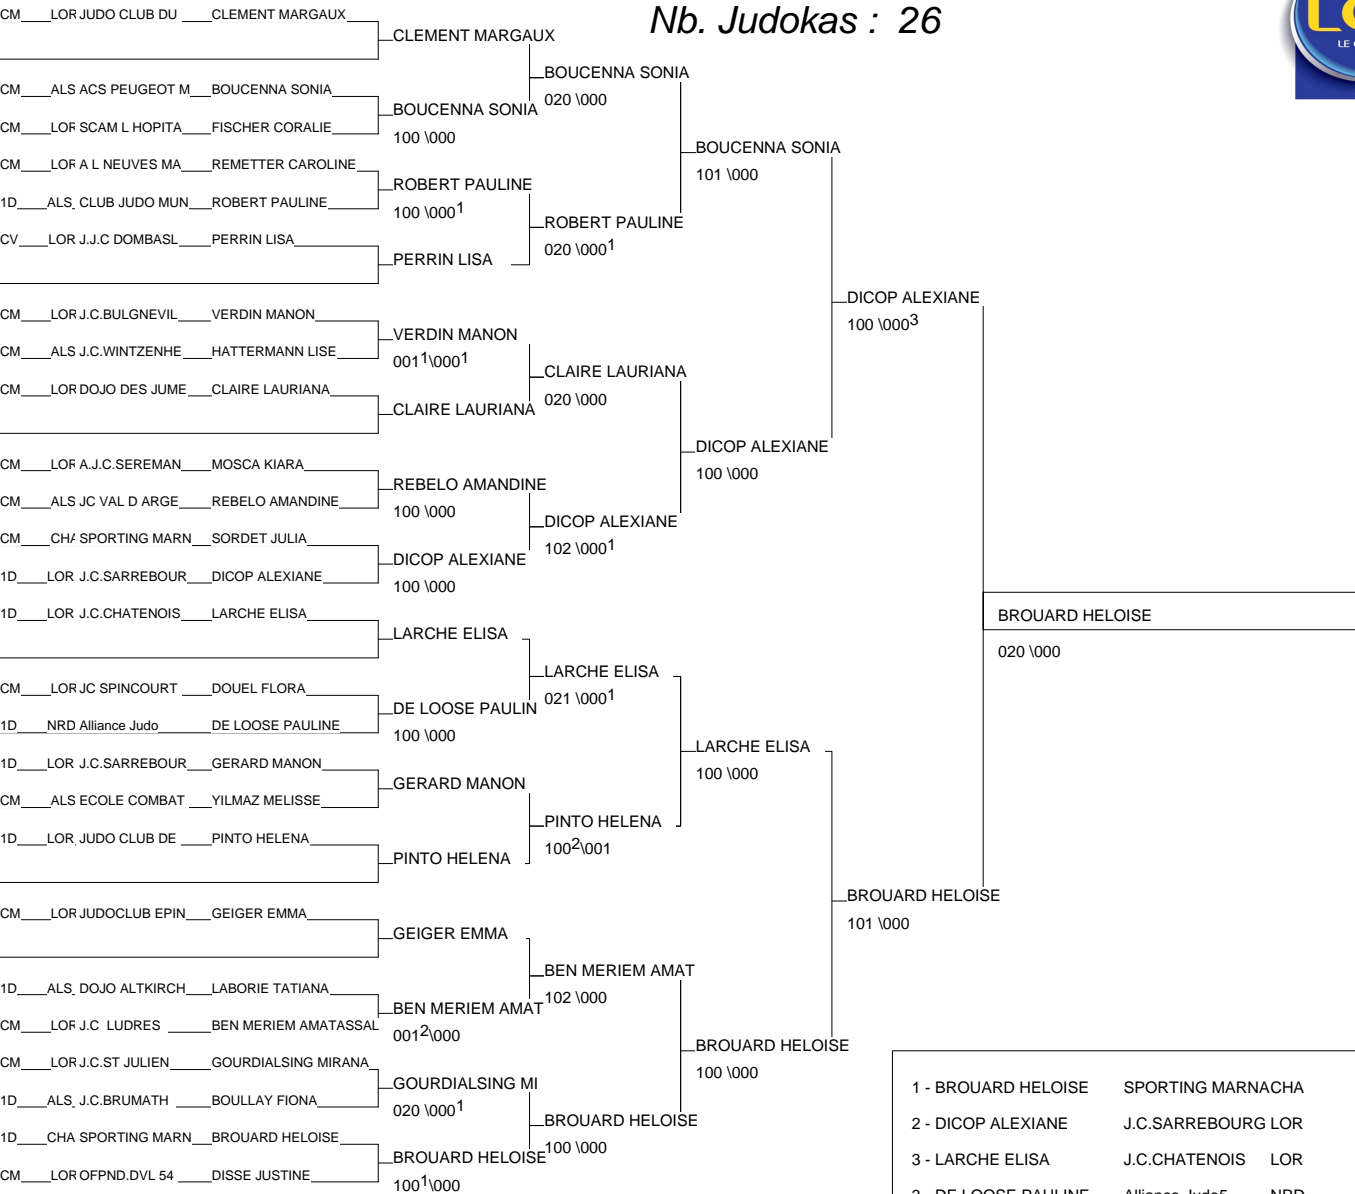 Nb. Judokas : 26
LE
CM LOR JUDO CLUB DU CLEMENT MARGAUX
CLEMENT MARGAUX
BOUCENNA SONIA
020 \000
CM ALS ACS PEUGEOT M BOUCENNA SONIA
BOUCENNA SONIA
100 \000
CM LOR SCAM L HOPITA FISCHER CORALIE
BOUCENNA SONIA
101 \000
CM LOR A L NEUVES MA REMETTER CAROLINE
ROBERT PAULINE
100 \0001
1D ALS CLUB JUDO MUN ROBERT PAULINE
ROBERT PAULINE
020 \0001
CV LOR J.J.C DOMBASL PERRIN LISA
PERRIN LISA
DICOP ALEXIANE
100 \0003
CM LOR J.C.BULGNEVIL VERDIN MANON
VERDIN MANON
0011\0001
CM ALS J.C.WINTZENHE HATTERMANN LISE
CLAIRE LAURIANA
020 \000
CM LOR DOJO DES JUME CLAIRE LAURIANA
CLAIRE LAURIANA
DICOP ALEXIANE
100 \000
CM LOR A.J.C.SEREMAN MOSCA KIARA
REBELO AMANDINE
100 \000
CM ALS JC VAL D ARGE REBELO AMANDINE
DICOP ALEXIANE
102 \0001
CM CHA SPORTING MARN SORDET JULIA
DICOP ALEXIANE
100 \000
1D LOR J.C.SARREBOUR DICOP ALEXIANE
BROUARD HELOISE
020 \000
1D LOR J.C.CHATENOIS LARCHE ELISA
LARCHE ELISA
LARCHE ELISA
021 \0001
CM LOR JC SPINCOURT DOUEL FLORA
DE LOOSE PAULIN
100 \000
1D NRD Alliance Judo DE LOOSE PAULINE
LARCHE ELISA
100 \000
1D LOR J.C.SARREBOUR GERARD MANON
GERARD MANON
CM ALS ECOLE COMBAT YILMAZ MELISSE
PINTO HELENA
1002\001
1D LOR JUDO CLUB DE PINTO HELENA
PINTO HELENA
BROUARD HELOISE
101 \000
CM LOR JUDOCLUB EPIN GEIGER EMMA
GEIGER EMMA
BEN MERIEM AMAT
102 \000
1D ALS DOJO ALTKIRCH LABORIE TATIANA
BEN MERIEM AMAT
0012\000
CM LOR J.C LUDRES BEN MERIEM AMATASSAL
BROUARD HELOISE
100 \000
CM LOR J.C.ST JULIEN GOURDIALSING MIRANA
GOURDIALSING MI
020 \0001
1D ALS J.C.BRUMATH BOULLAY FIONA
BROUARD HELOISE
100 \000
1D CHA SPORTING MARN BROUARD HELOISE
BROUARD HELOISE
1001\000
CM LOR OFPND.DVL 54 DISSE JUSTINE
1 - BROUARD HELOISE SPORTING MARNACHA
2 - DICOP ALEXIANE J.C.SARREBOURG LOR
3 - LARCHE ELISA J.C.CHATENOIS LOR
3 - DE LOOSE PAULINE Alliance Judo5 NRD